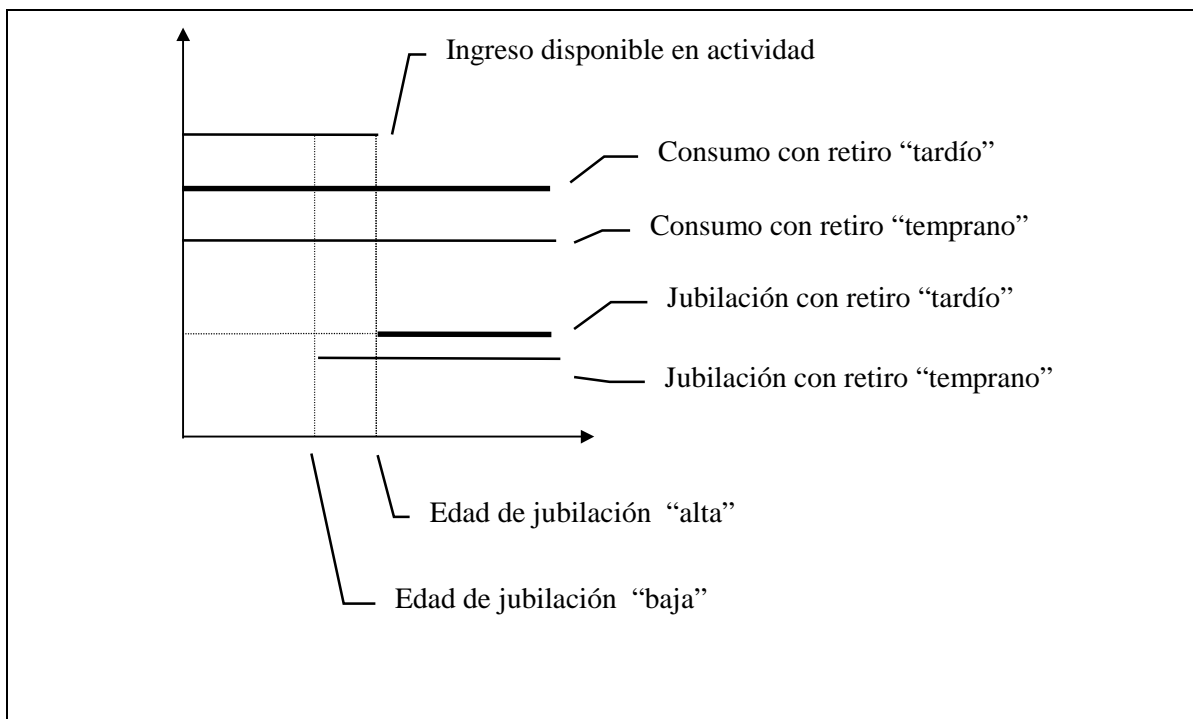 Ingreso disponible en actividad
Consumo con retiro “tardío”
Consumo con retiro “temprano”
Jubilación con retiro “tardío”
Jubilación con retiro “temprano”
Edad de jubilación “alta”
Edad de jubilación “baja”